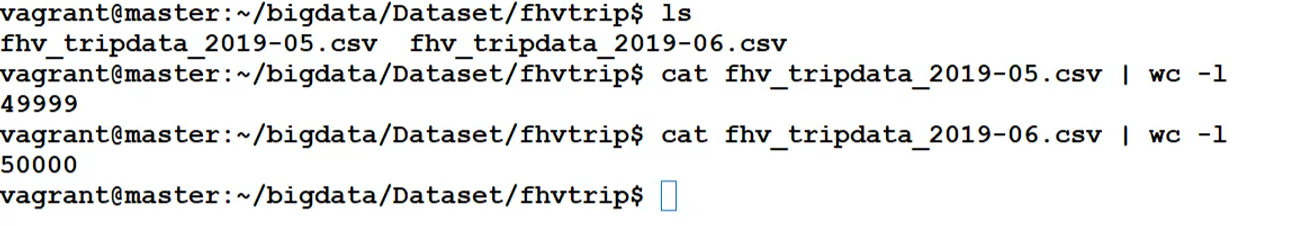 vagrant@master:~/bigdata/Dataset/fhvtrip$ ls
fhv_tripdata_2019-05.csv  fhv_tripdata_2019-06.csv
vagrant@master:~/bigdata/Dataset/fhvtrip$ cat fhv_tripdata_2019-05.csv | wc -l
49999
vagrant@master:~/bigdata/Dataset/fhvtrip$ cat fhv_tripdata_2019-06.csv | wc -l
50000
vagrant@master:~/bigdata/Dataset/fhvtrip$